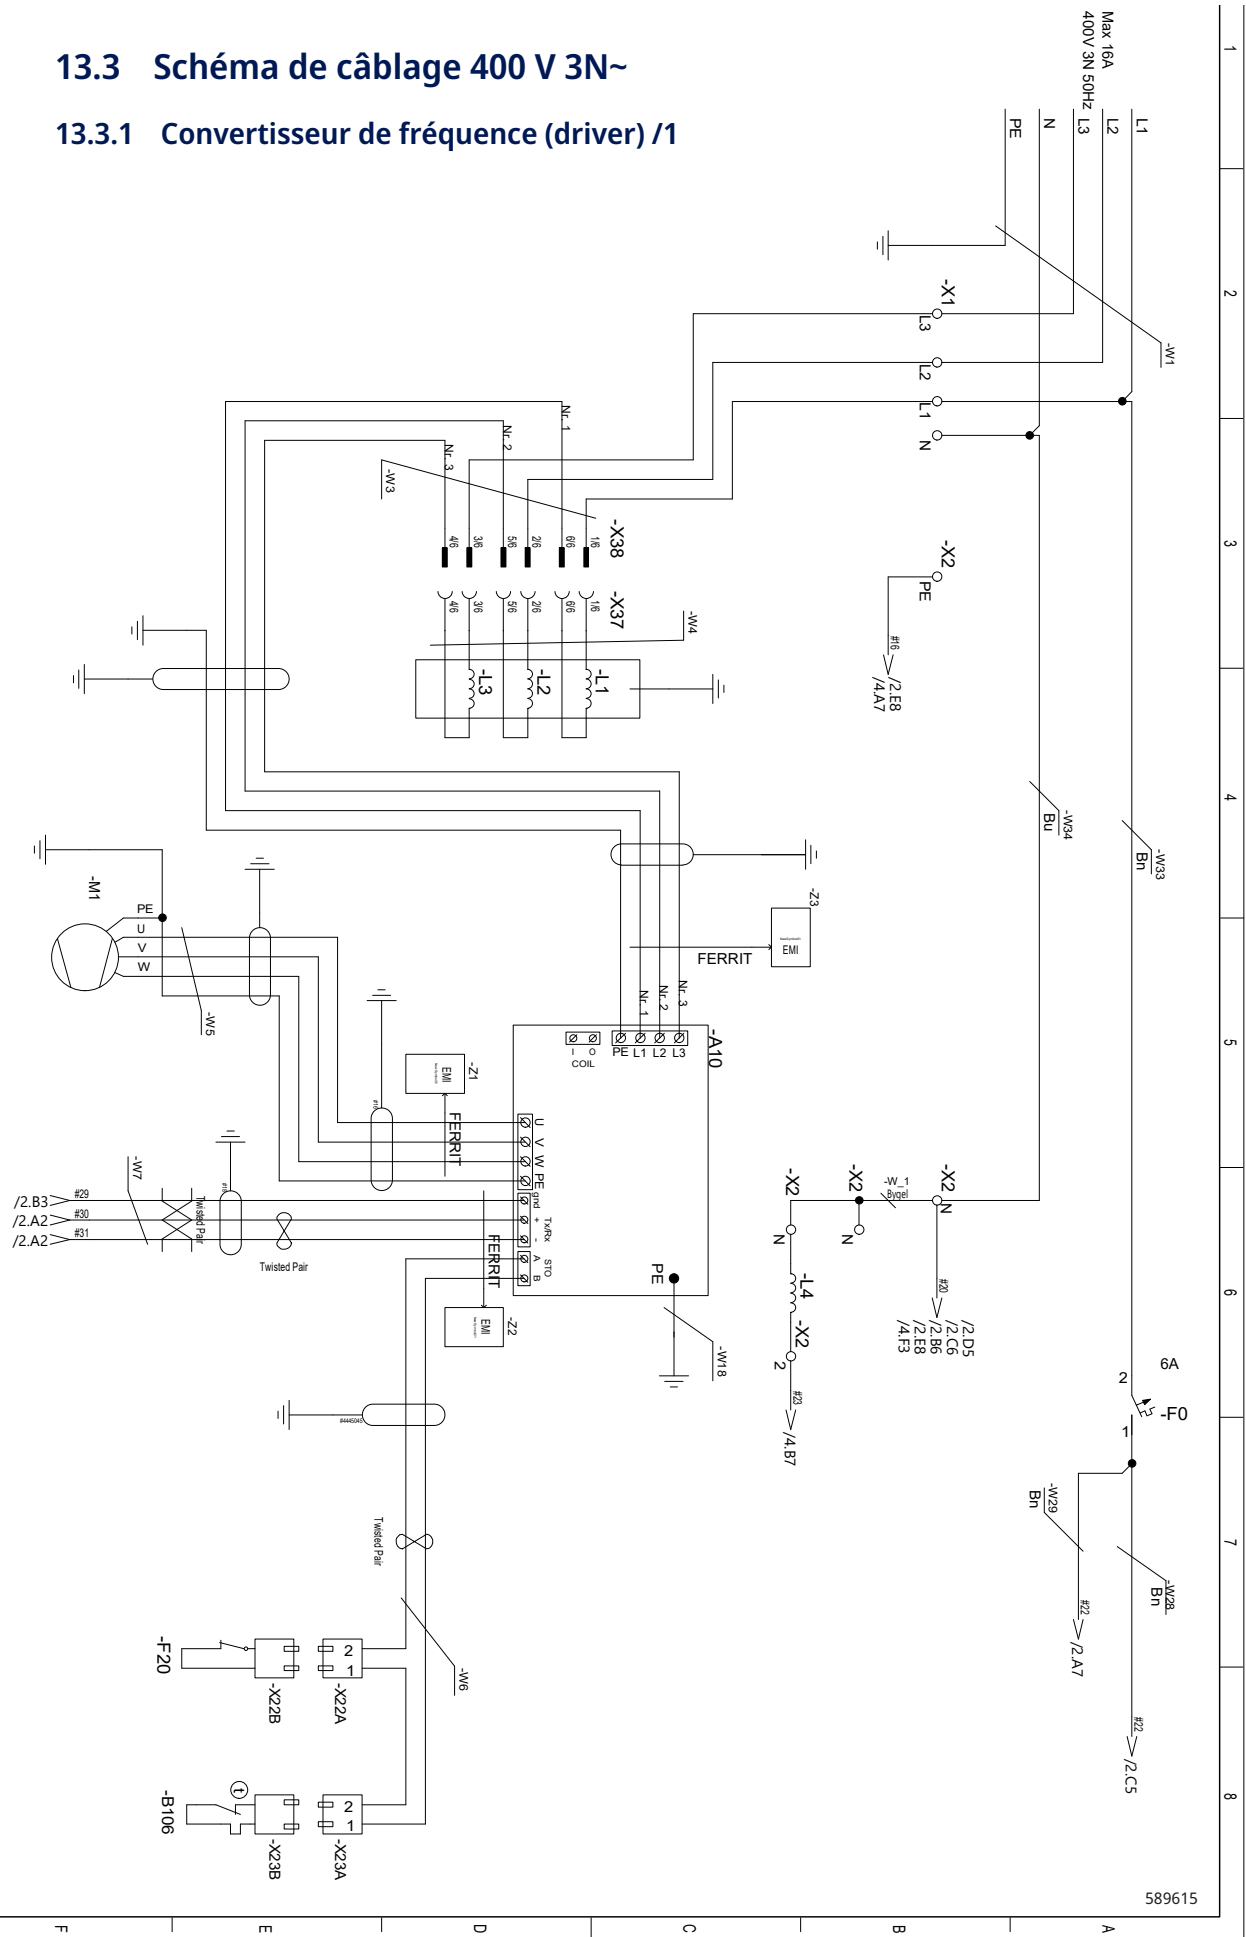 13.3 Schéma de câblage 400 V 3N~
13.3.1 Convertisseur de fréquence (driver) /1
Max 16A
400V 3N 50Hz
L1
L2
L3
N
PE
1
2
3
4
5
6
7
8
-W1
-X1
L3
L2
L1
N
Nr. 1
Nr. 2
Nr. 3
-W3
-X38
4/6
3/6
5/6
2/6
6/6
1/6
-X37
4/6
3/6
5/6
2/6
6/6
1/6
-W4
-L3
-L2
-L1
-X2
PE
#16
/2.E8
/4.A7
-W34
Bu
-W33
Bn
-Z3
EMI
FERRIT
-M1
PE
U
V
W
-W5
Nr. 1
Nr. 2
Nr. 3
-A10
I O
COIL
PE L1 L2 L3
-Z1
EMI
FERRIT
U
V
W
PE
gnd
+
-
Tx/Rx
A
B
STO
PE
-W18
-Z2
EMI
FERRIT
-W7
/2.B3 #29
/2.A2 #30
/2.A2 #31
Twisted Pair
Twisted Pair
-X2
N
-X2
N
-W_1
Bygel
-X2
N
-L4
-X2
2
#23
/4.B7
#20
/2.D5
/2.C6
/2.B6
/2.E8
/4.F3
6A
2
-F0
1
-W29
Bn
-W28
Bn
#22
/2.A7
#22
/2.C5
#4445045
Twisted Pair
-W6
-F20
-X22B
-X22A
2
1
-B106
t
-X23B
-X23A
2
1
589615
F
E
D
C
B
A